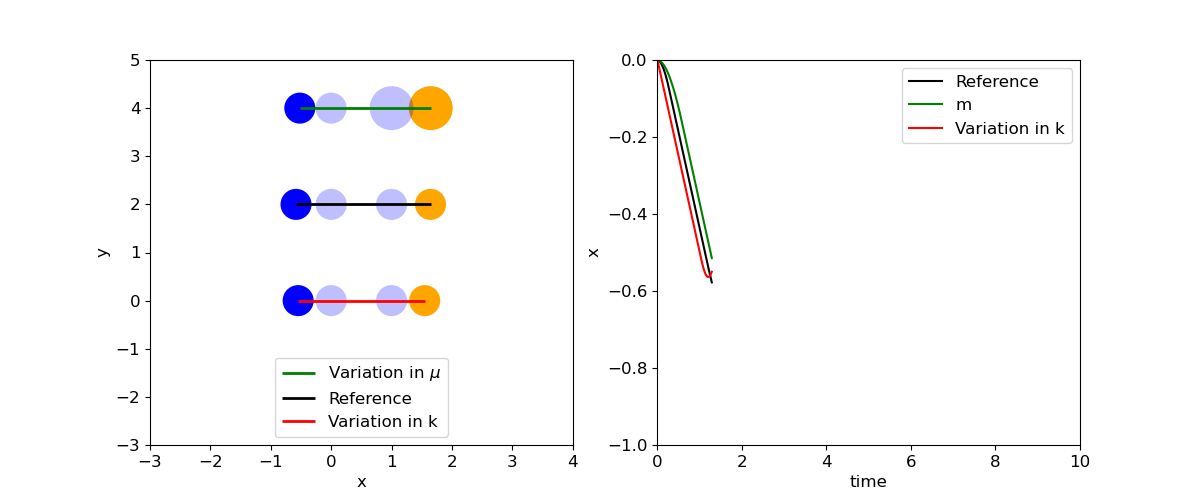 5
4
3
2
1
0
−1
−2
−3
y
−3 −2 −1 0 1 2 3 4
x
Variation in μ
Reference
Variation in k
0.0
−0.2
−0.4
−0.6
−0.8
−1.0
x
0 2 4 6 8 10
time
Reference
m
Variation in k